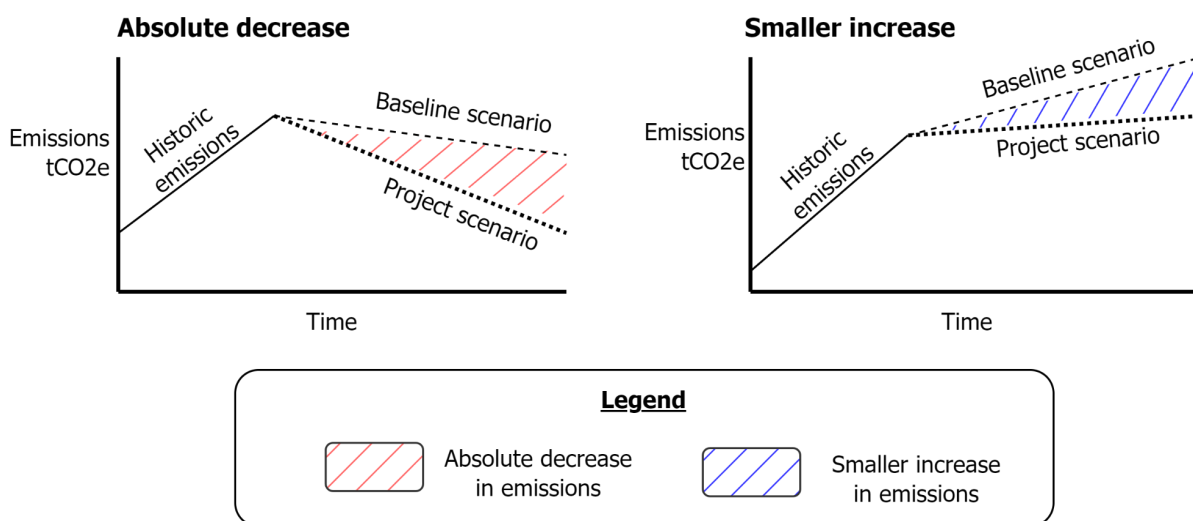 Absolute decrease
Emissions
tCO2e
Historic
emissions
Baseline scenario
Project scenario
Time
Smaller increase
Emissions
tCO2e
Historic
emissions
Baseline scenario
Project scenario
Time
Legend
Absolute decrease
in emissions
Smaller increase
in emissions